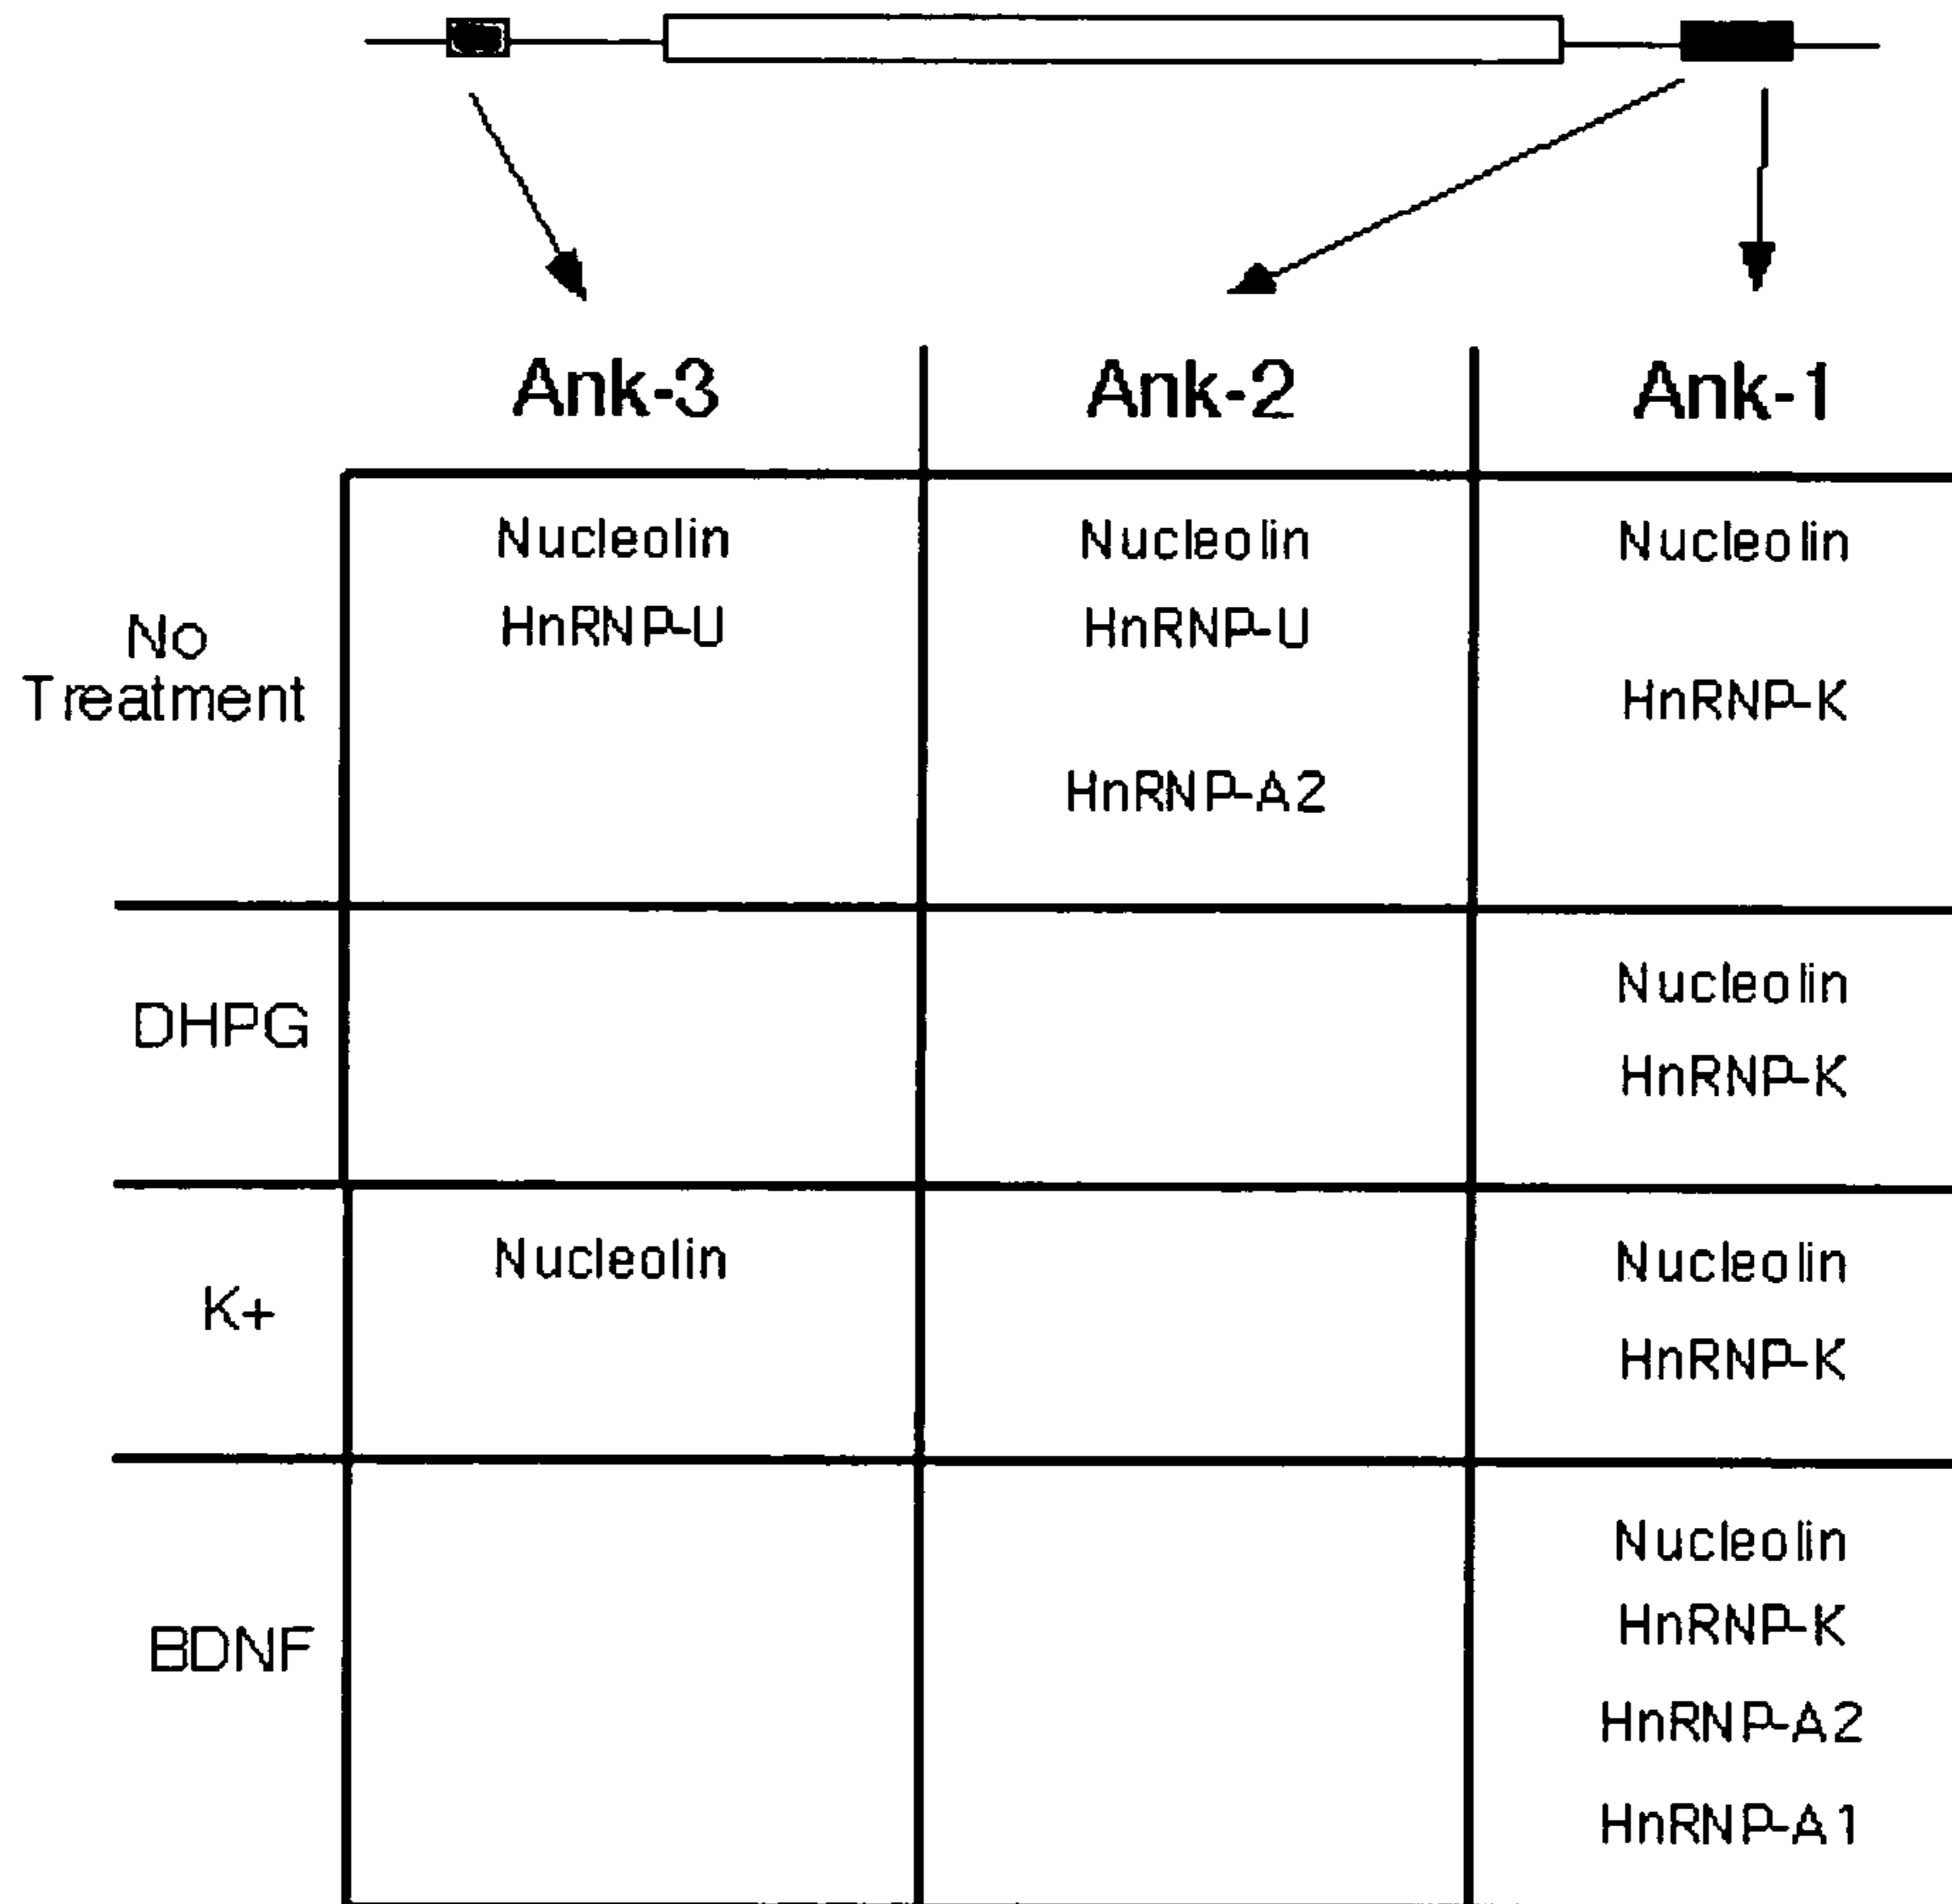 Ank-3 Ank-2 Ank-1
Nucleolin Nucleolin Nucleolin
HnRNP-U HnRNP-U
No
Treatment
HnRNP-K
HnRNP-A2
DHPG
Nucleolin
HnRNP-K
K+
Nucleolin Nucleolin
HnRNP-K
BDNF
Nucleolin
HnRNP-K
HnRNP-A2
HnRNP-A1